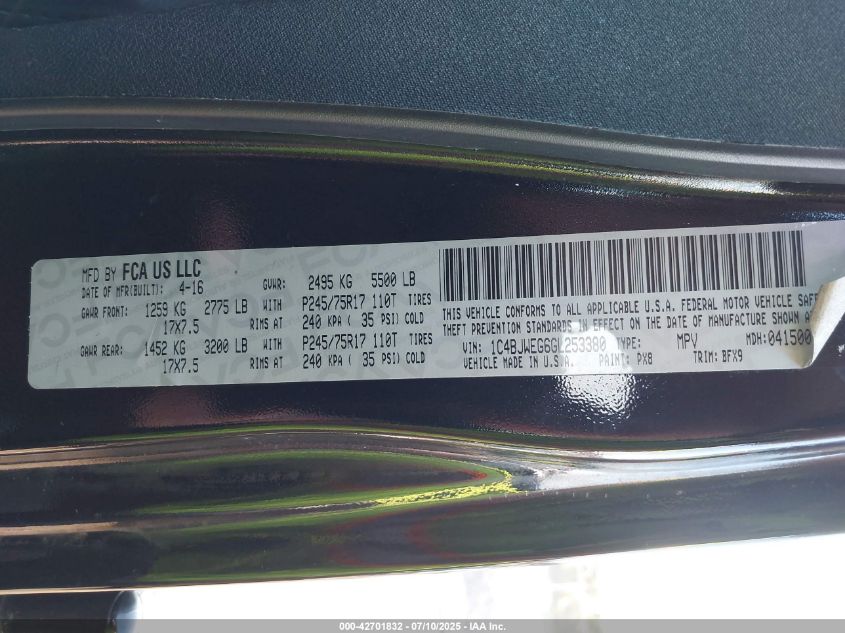 MFD BY FCA US LLC
DATE OF MFR(BUILT): 4-16 GVWR: 2495 KG 5500 LB
GAWR FRONT: 1259 KG 2775 LB WITH P245/75R17 110T TIRES
17X7.5 RIMS AT 240 KPA ( 35 PSI) COLD
GAWR REAR: 1452 KG 3200 LB WITH P245/75R17 110T TIRES
17X7.5 RIMS AT 240 KPA ( 35 PSI) COLD
THIS VEHICLE CONFORMS TO ALL APPLICABLE U.S.A. FEDERAL MOTOR VEHICLE SAFE
THEFT PREVENTION STANDARDS IN EFFECT ON THE DATE OF MANUFACTURE SHOWN A
VIN: 1C4BJWEG6GL253380 TYPE: MPV MDH: 041500
VEHICLE MADE IN U.S.A. PAINT: PX8 TRIM: BFX9
000-42701832 / 07/10/2025 - IAA Inc.